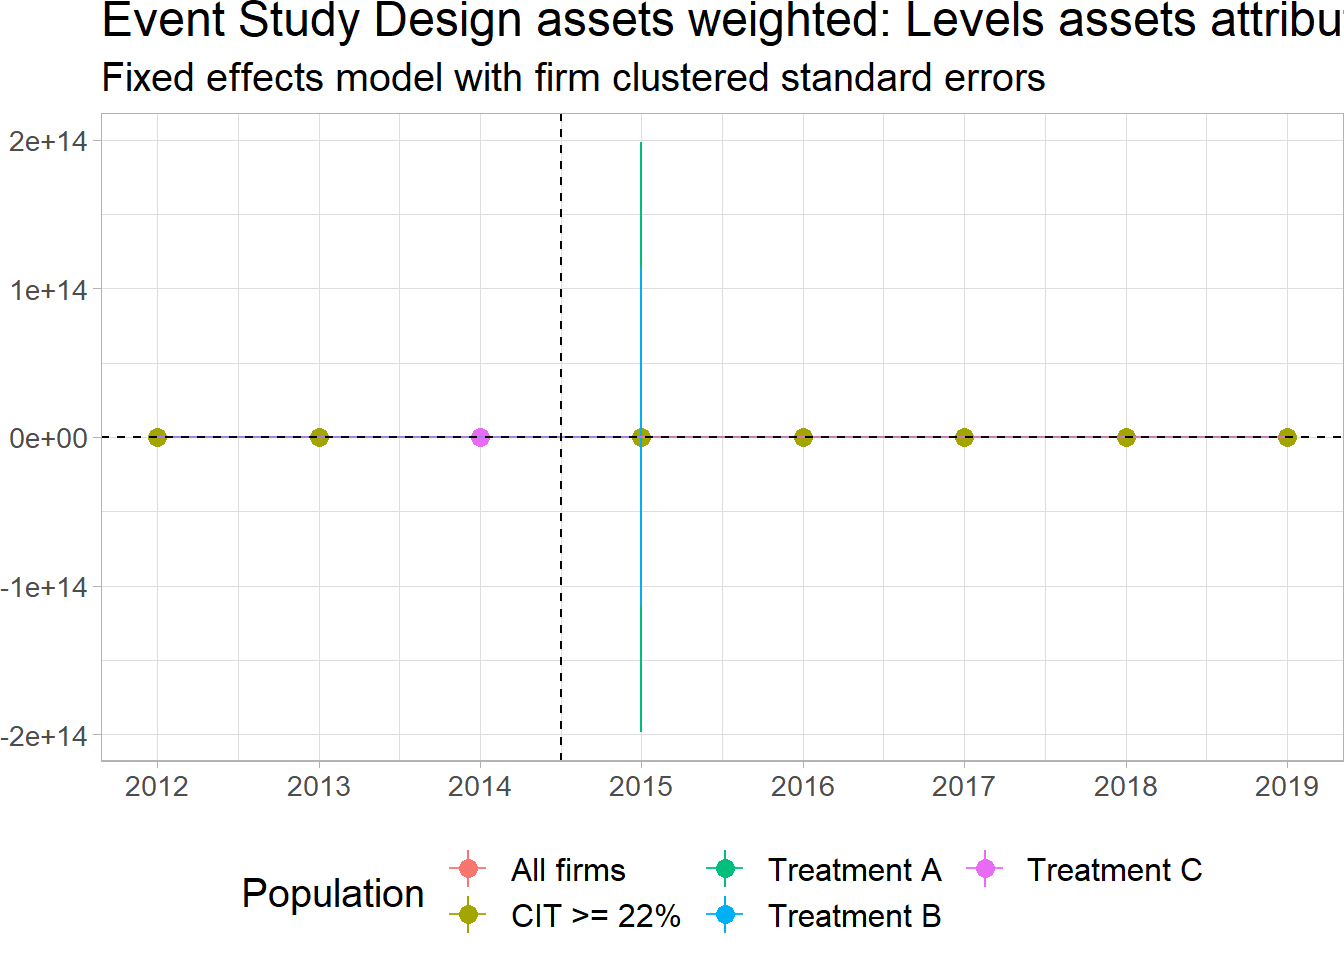 Event Study Design assets weighted: Levels assets attribu
Fixed effects model with firm clustered standard errors
2e+14
1e+14
0e+00
-1e+14
-2e+14
2012 2013 2014 2015 2016 2017 2018 2019
Population
All firms
CIT >= 22%
Treatment A
Treatment B
Treatment C